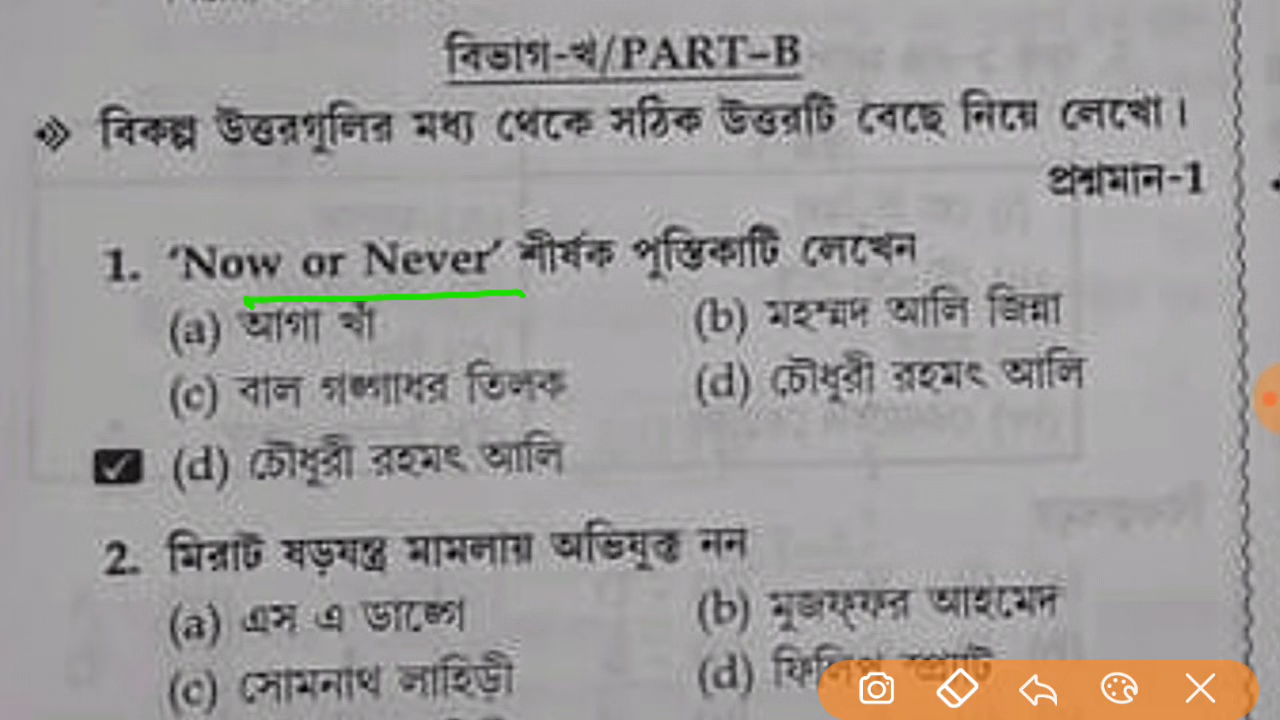 বিভাগ-খ/PART-B
বিকল্প উত্তরগুলির মধ্য থেকে সঠিক উত্তরটি বেছে নিয়ে লেখো।
প্রশ্নমান-1
1. 'Now or Never' শীর্ষক পুস্তিকাটি লেখেন
(a) আগা খাঁ (b) মহম্মদ আলি জিন্না
(c) বাল গঙ্গাধর তিলক (d) চৌধুরী রহমৎ আলি
(d) চৌধুরী রহমৎ আলি
2. মিরাট ষড়যন্ত্র মামলায় অভিযুক্ত নন
(a) এস এ ডাঙ্গে (b) মুজফ্ফর আহমেদ
(c) সোমনাথ লাহিড়ী (d)